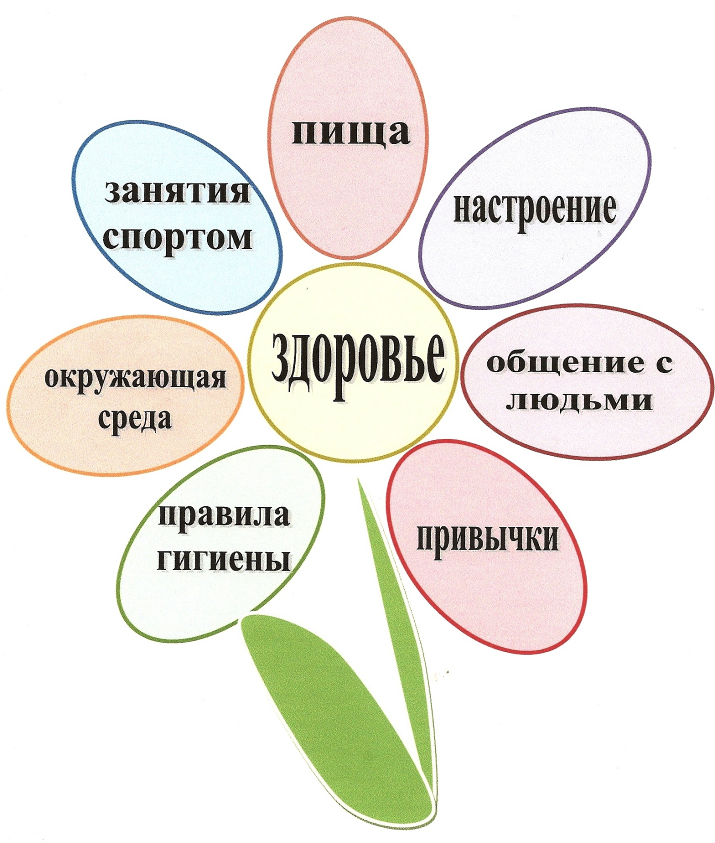 пища
занятия
спортом
настроение
здоровье
общение с
людьми
окружающая
среда
правила
гигиены
привычки